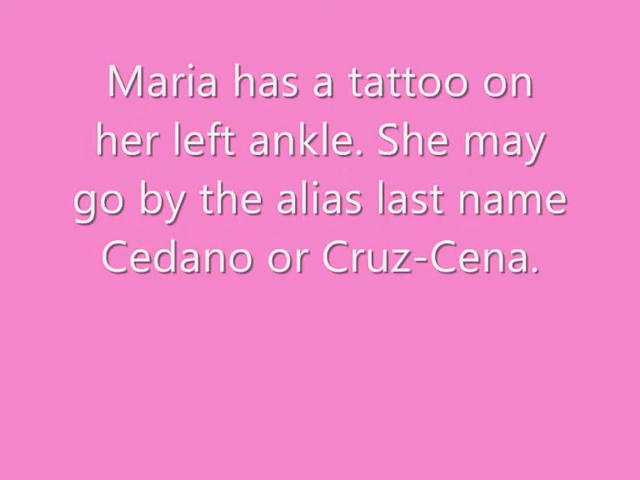 Maria has a tattoo on
her left ankle. She may
go by the alias last name
Cedano or Cruz-Cena.